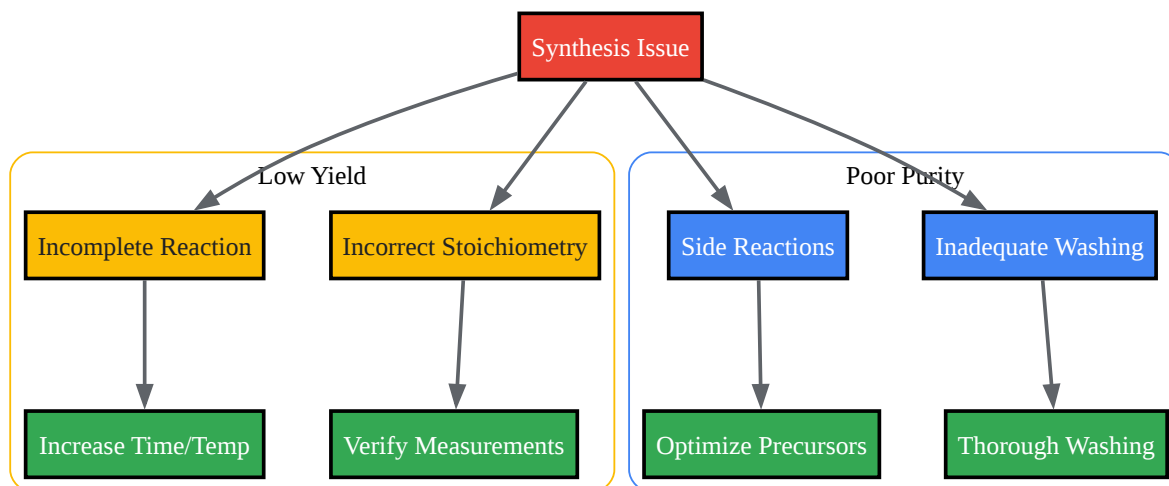 Synthesis Issue
Low Yield
Poor Purity
Incomplete Reaction
Incorrect Stoichiometry
Side Reactions
Inadequate Washing
Increase Time/Temp
Verify Measurements
Optimize Precursors
Thorough Washing